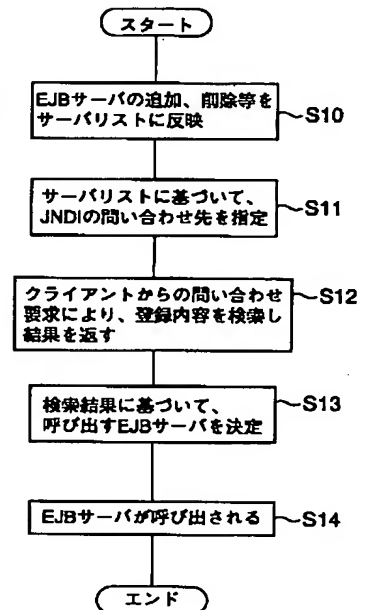 スタート
EJBサーバの追加、削除等を
サーバリストに反映
S10
サーバリストに基づいて、
JNDIの問い合わせ先を指定
S11
クライアントからの問い合わせ
要求により、登録内容を検索し
結果を返す
S12
検索結果に基づいて、
呼び出すEJBサーバを決定
S13
EJBサーバが呼び出される
S14
エンド